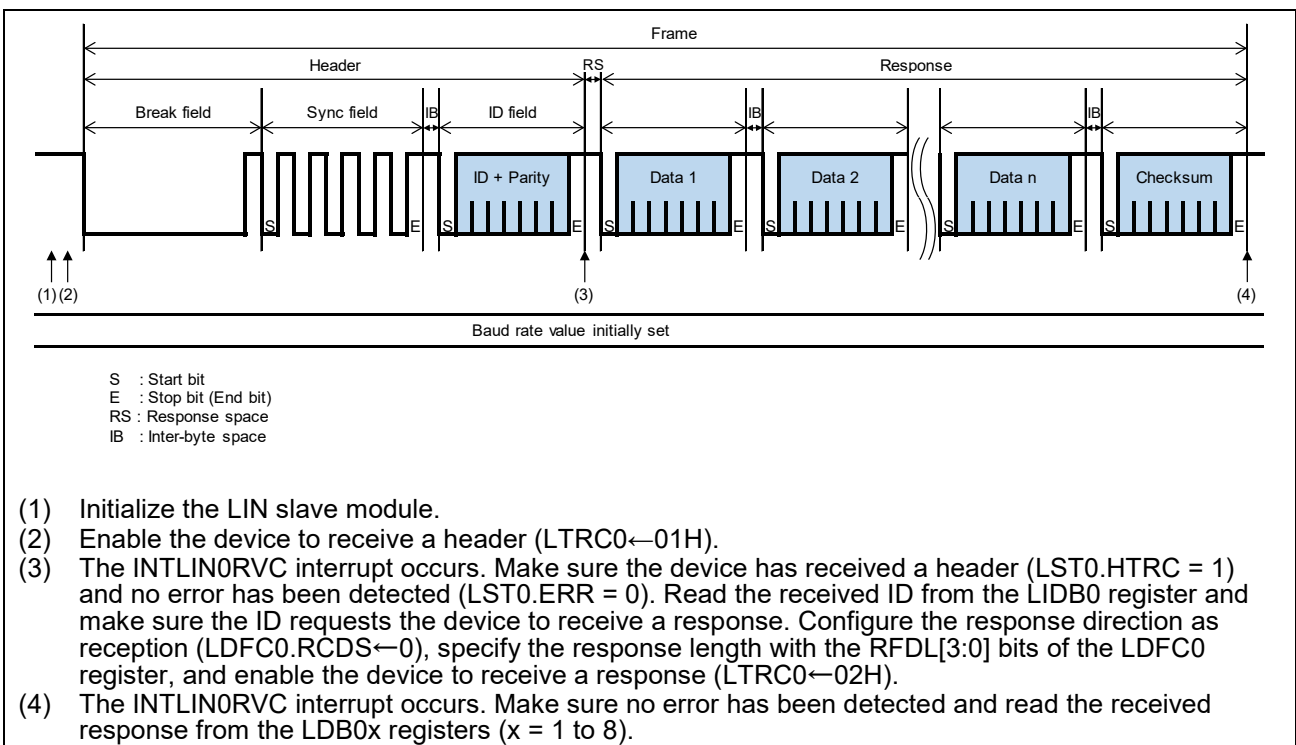 Frame
Header
RS
Response
Break field
Sync field
IB
ID field
IB
IB
ID + Parity
Data 1
Data 2
Data n
Checksum
S
E
S
E
S
E
S
E
S
E
S
E
(1)
(2)
(3)
(4)
Baud rate value initially set
S : Start bit
E : Stop bit (End bit)
RS : Response space
IB : Inter-byte space
(1) Initialize the LIN slave module.
(2) Enable the device to receive a header (LTRC0←01H).
(3) The INTLIN0RVC interrupt occurs. Make sure the device has received a header (LST0.HTRC = 1)
and no error has been detected (LST0.ERR = 0). Read the received ID from the LIDB0 register and
make sure the ID requests the device to receive a response. Configure the response direction as
reception (LDFC0.RCDS←0), specify the response length with the RFDL[3:0] bits of the LDFC0
register, and enable the device to receive a response (LTRC0←02H).
(4) The INTLIN0RVC interrupt occurs. Make sure no error has been detected and read the received
response from the LDB0x registers (x = 1 to 8).